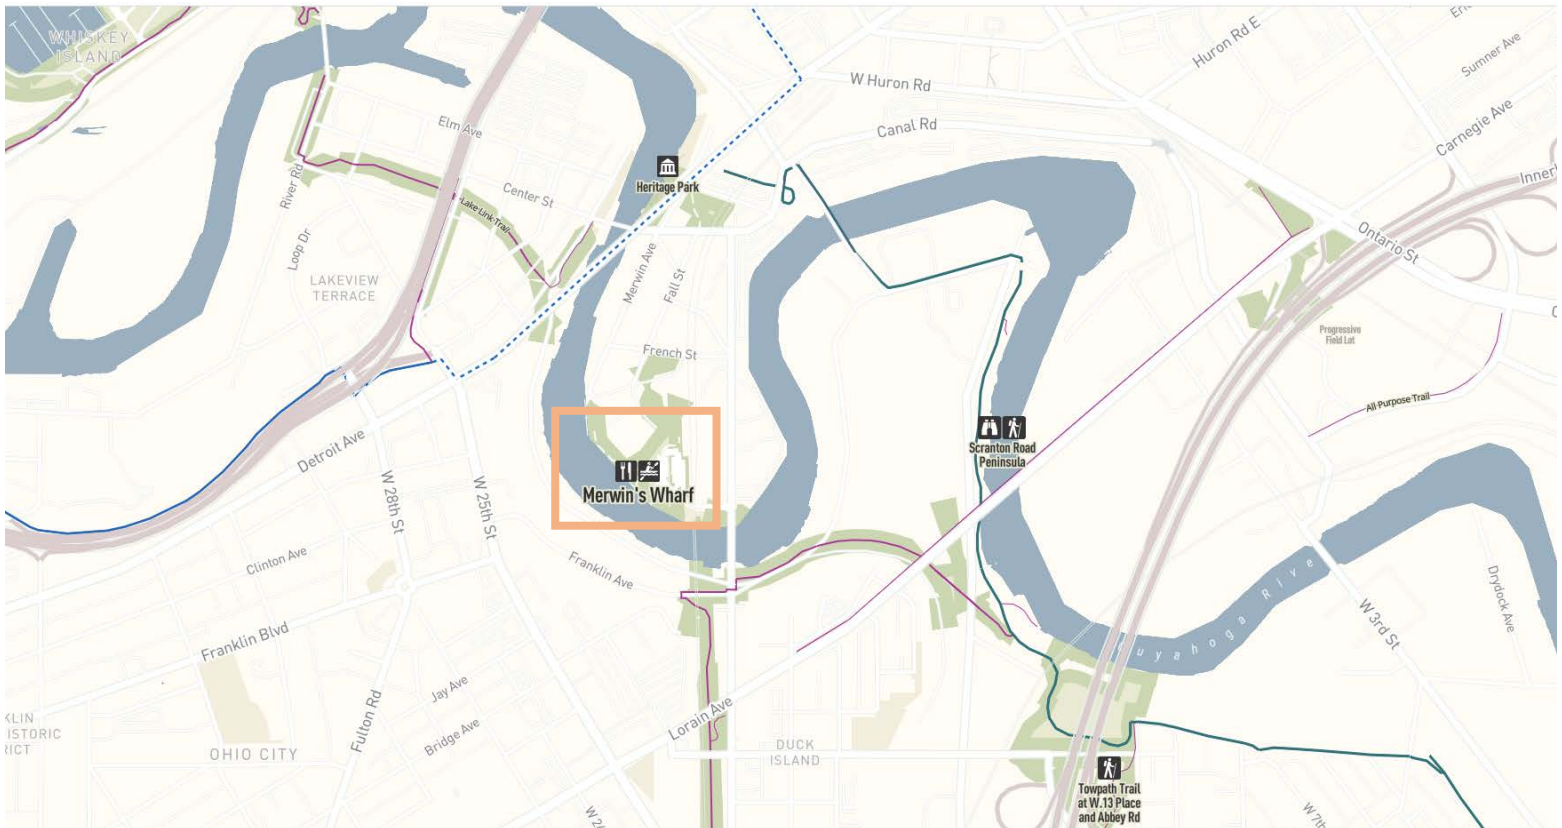 WHISKEY
ISLAND
Huron Rd E
Sumner Ave
W Huron Rd
Carnegie Ave
Canal Rd
Elm Ave
River Rd
Heritage Park
Center St
Lake Link Trail
Ontario St
Loop Dr
Merwin Ave
Fall St
LAKEVIEW
TERRACE
Progressive
Field Lot
French St
All Purpose Trail
Detroit Ave
Scranton Road
Peninsula
Merwin's Wharf
W 28th St
W 25th St
Clinton Ave
Franklin Ave
Drydock Ave
Franklin Blvd
W 3rd St
Jay Ave
Lorain Ave
Fulton Rd
Bridge Ave
KLIN
ISTORIC
RICT
OHIO CITY
DUCK
ISLAND
Towpath Trail
at W.13 Place
and Abbey Rd